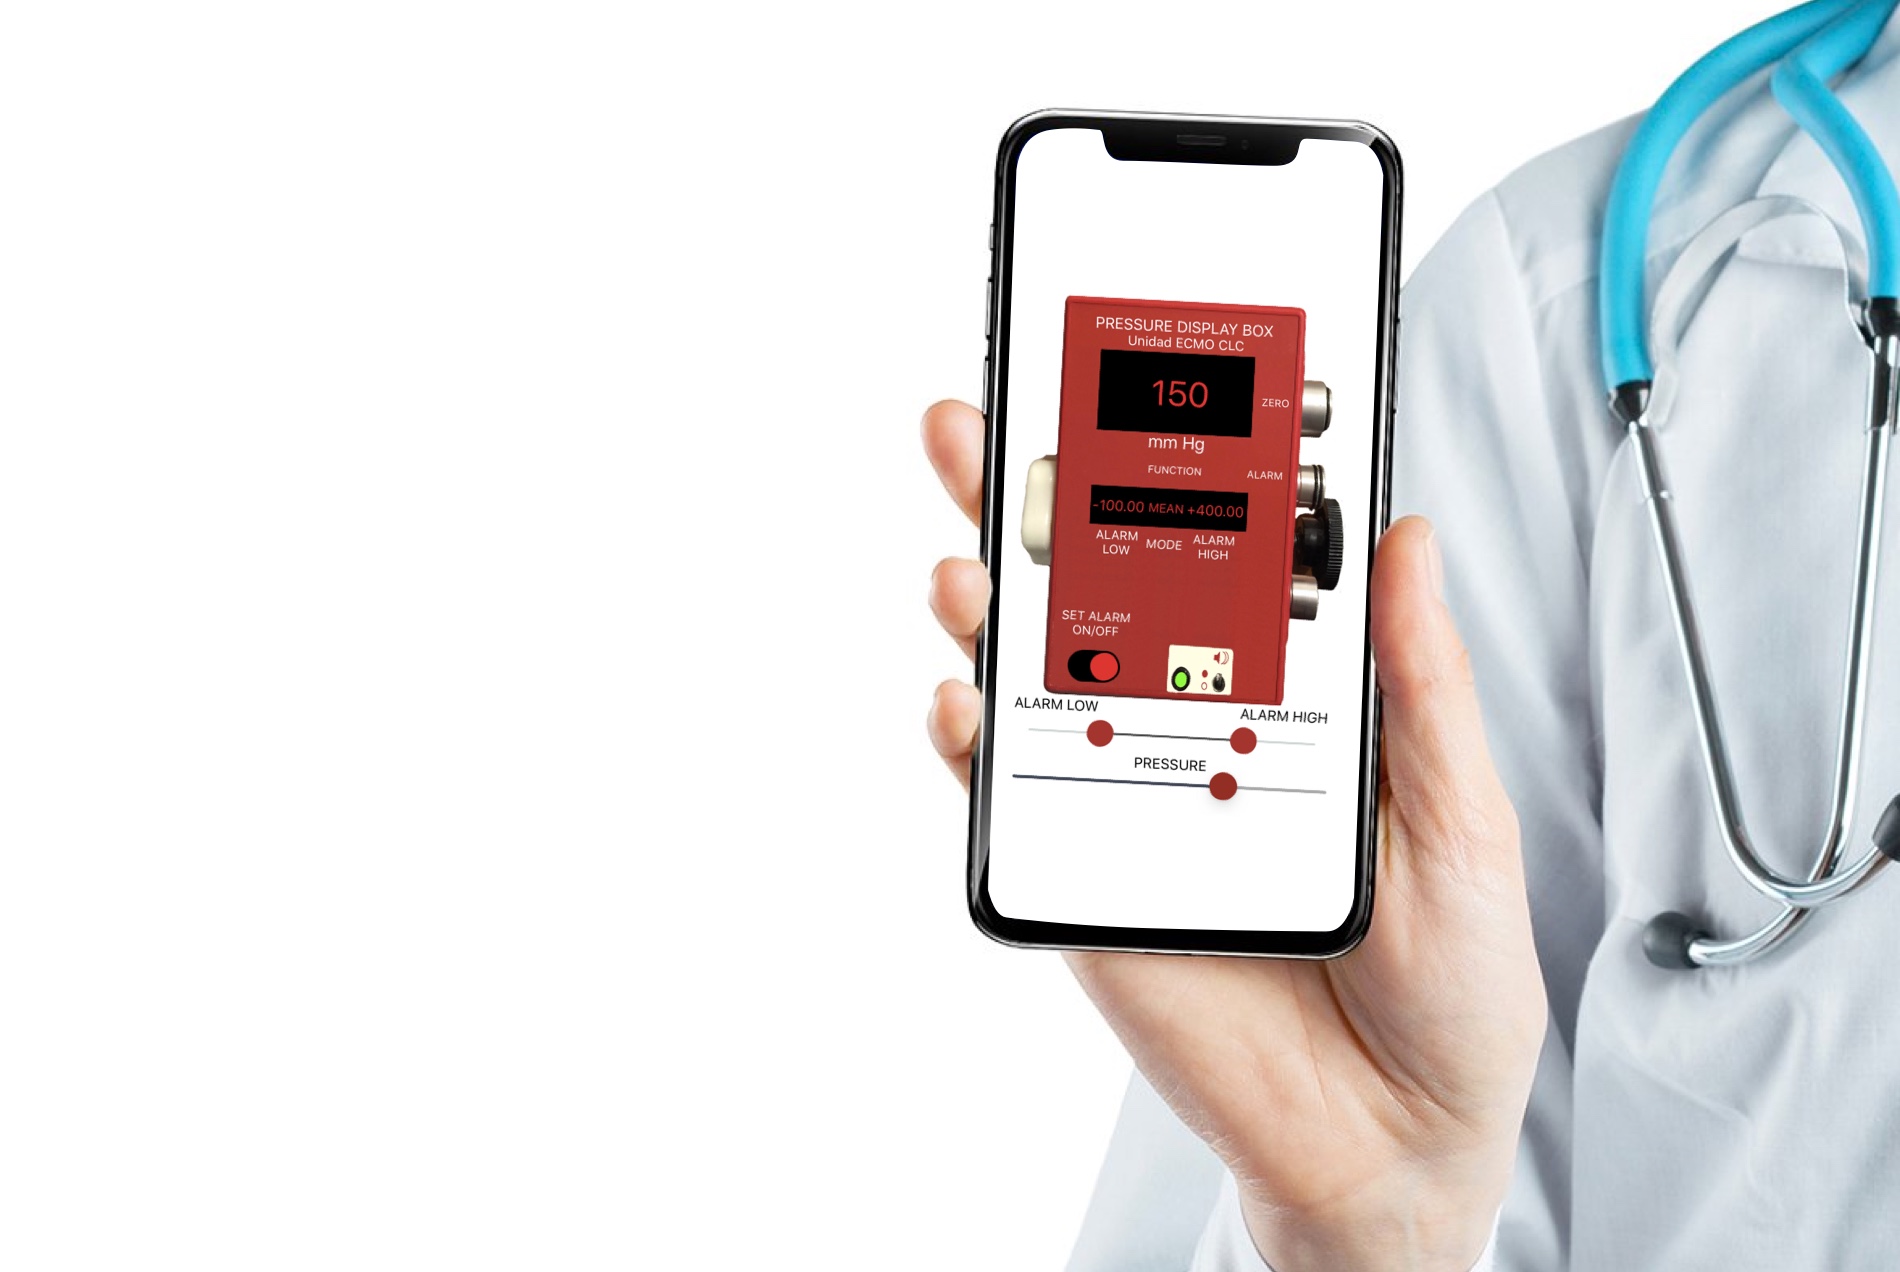 PRESSURE DISPLAY BOX
Unidad ECMO CLC
150
ZERO
mm Hg
FUNCTION
ALARM
-100.00 MEAN +400.00
ALARM
LOW
MODE
ALARM
HIGH
SET ALARM
ON/OFF
ALARM LOW
ALARM HIGH
PRESSURE